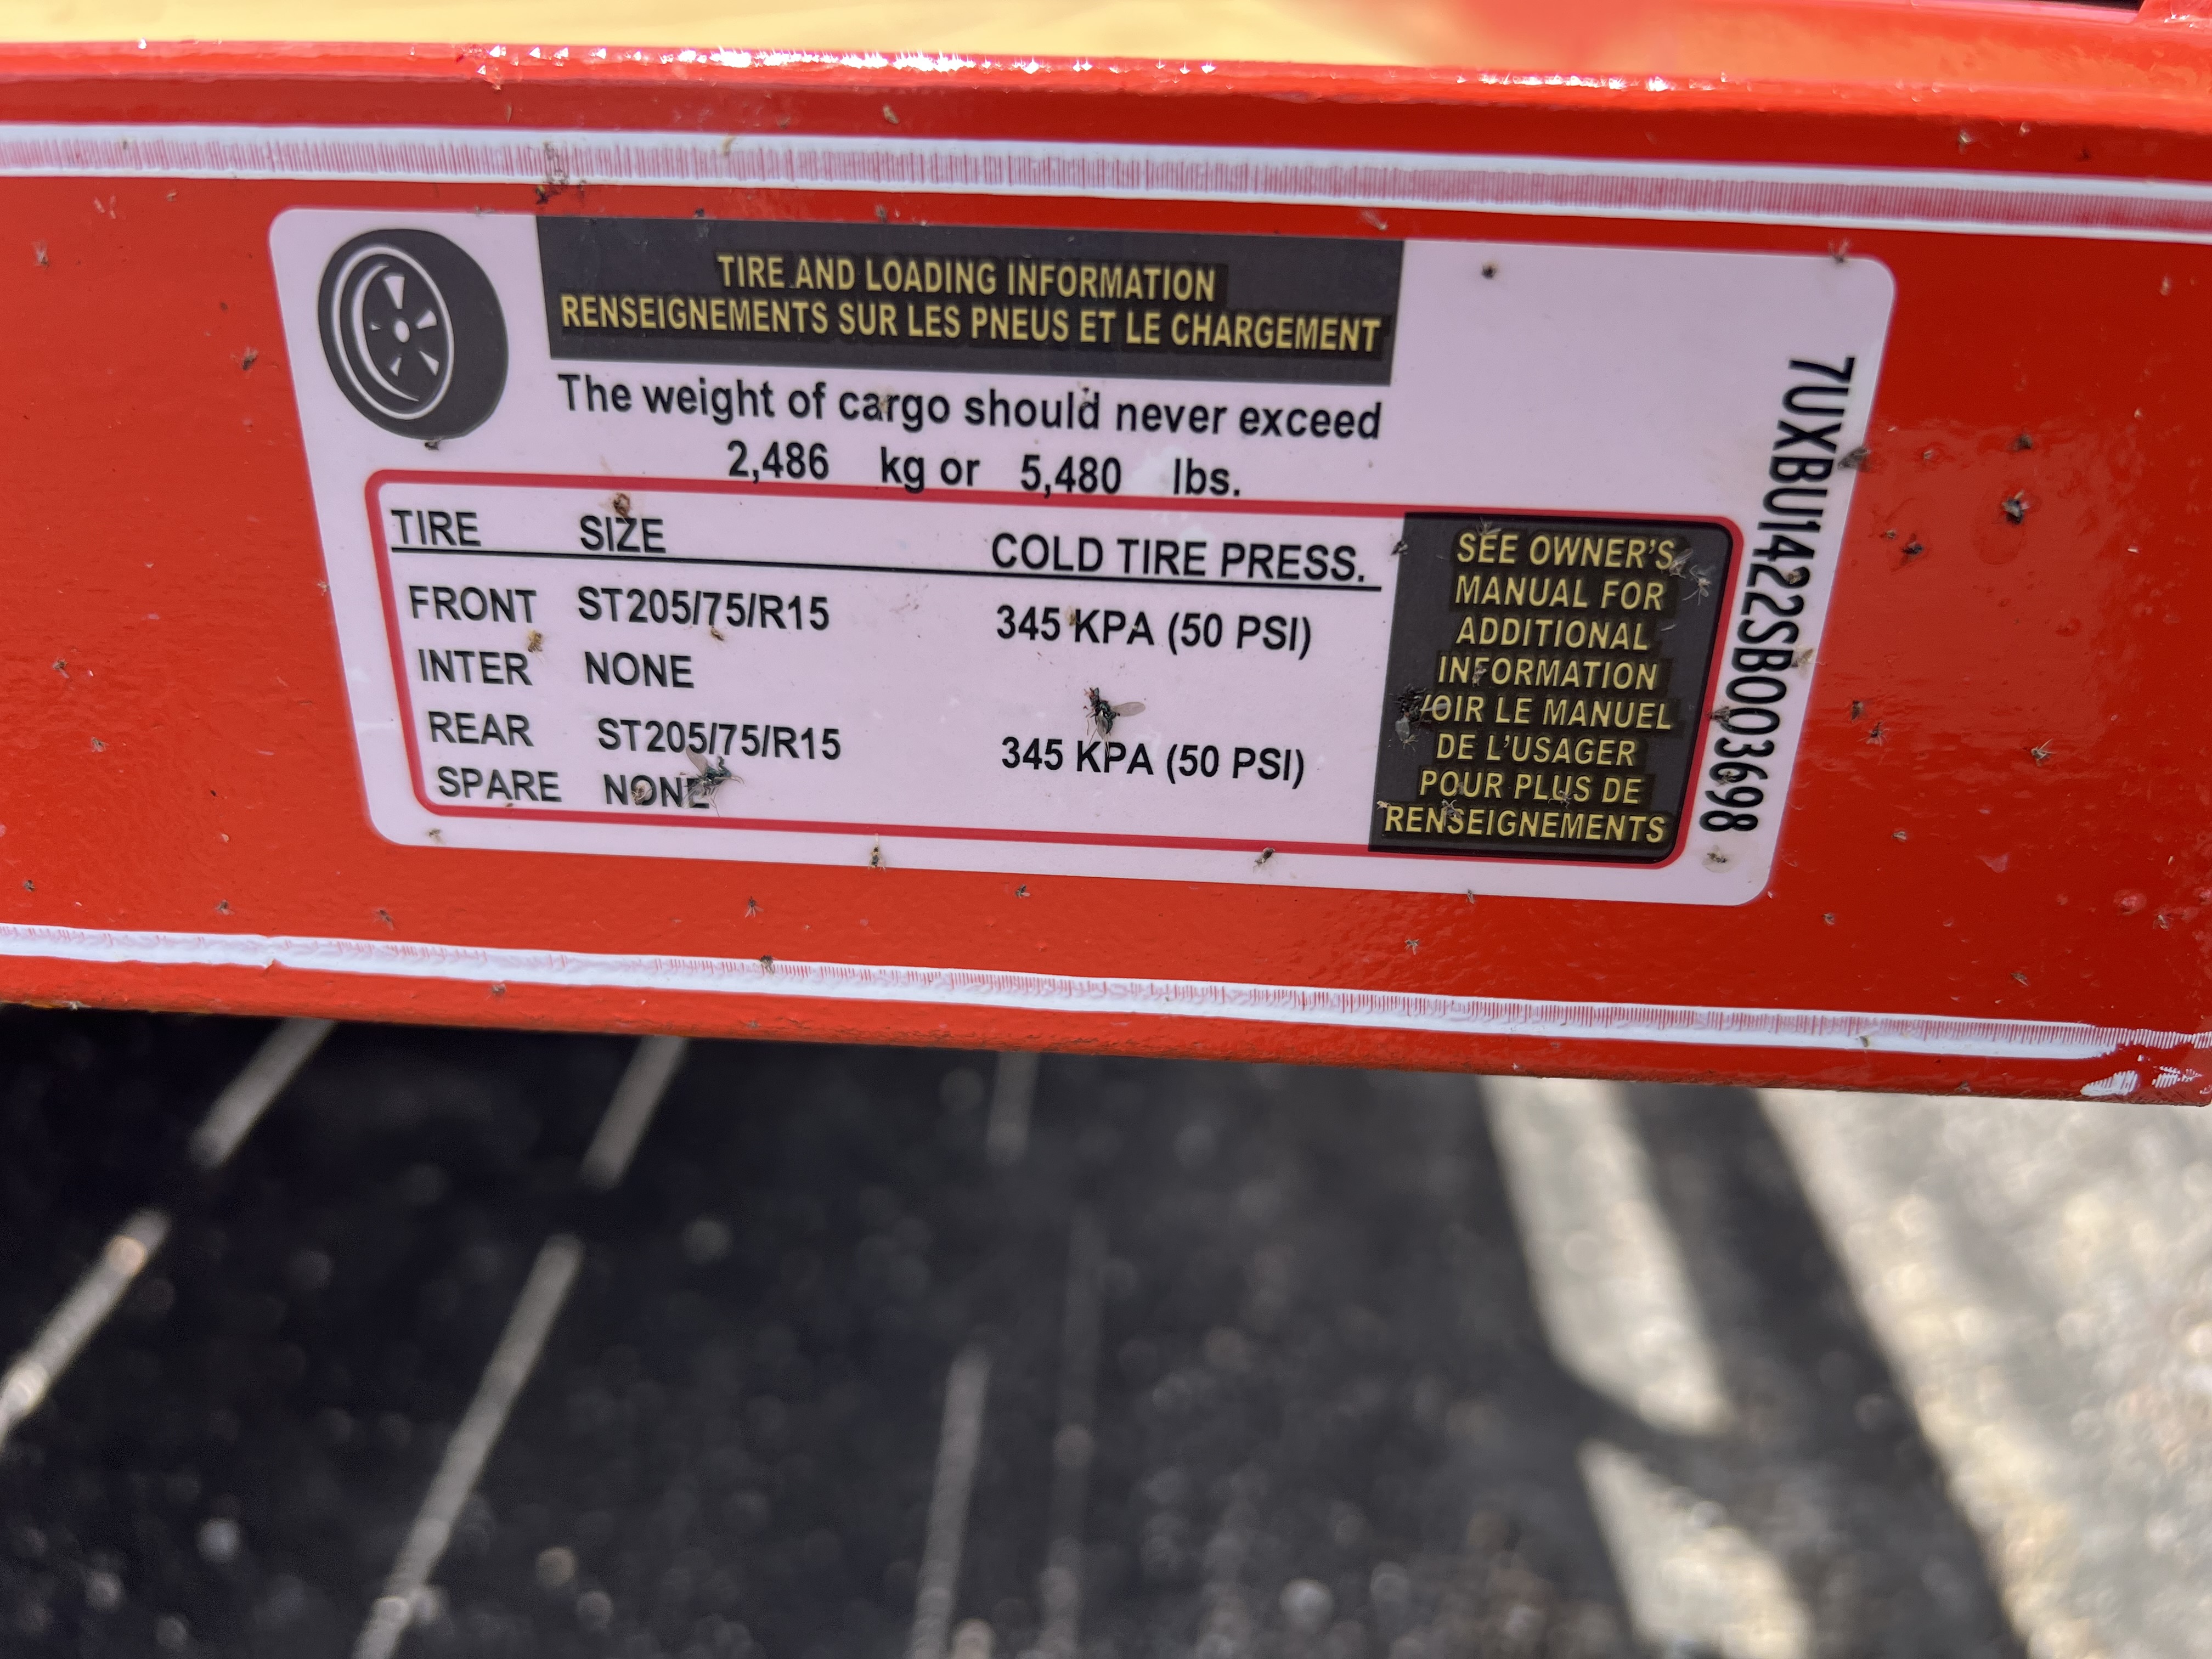 TIRE AND LOADING INFORMATION
RENSEIGNEMENTS SUR LES PNEUS ET LE CHARGEMENT
The weight of cargo should never exceed
2,486 kg or 5,480 lbs.
TIRE SIZE COLD TIRE PRESS.
FRONT ST205/75/R15 345 KPA (50 PSI)
INTER NONE
REAR ST205/75/R15 345 KPA (50 PSI)
SPARE NONE
SEE OWNER'S
MANUAL FOR
ADDITIONAL
INFORMATION
VOIR LE MANUEL
DE L'USAGER
POUR PLUS DE
RENSEIGNEMENTS
7UXBU1422SB003698